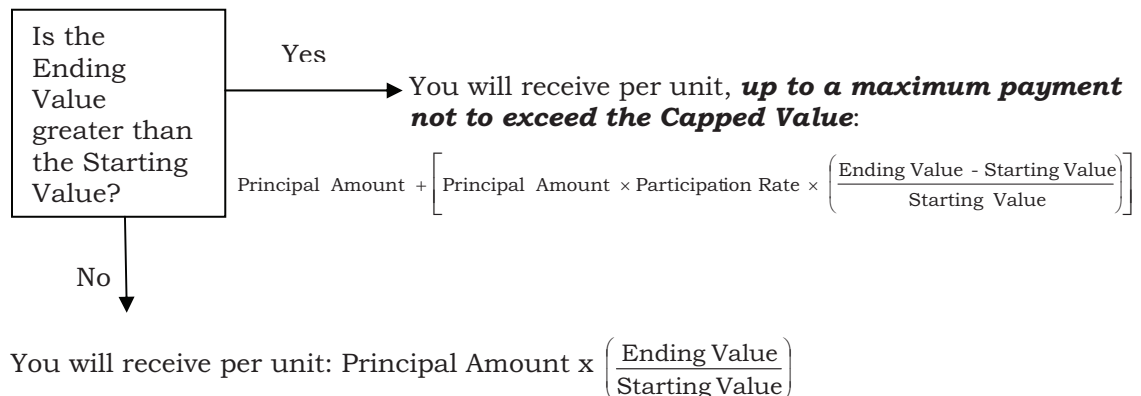 Is the
Ending
Value
greater than
the Starting
Value?
Yes
You will receive per unit, up to a maximum payment
not to exceed the Capped Value:
Principal Amount + [Principal Amount × Participation Rate × (Ending Value - Starting Value / Starting Value)]
No
You will receive per unit: Principal Amount x (Ending Value / Starting Value)